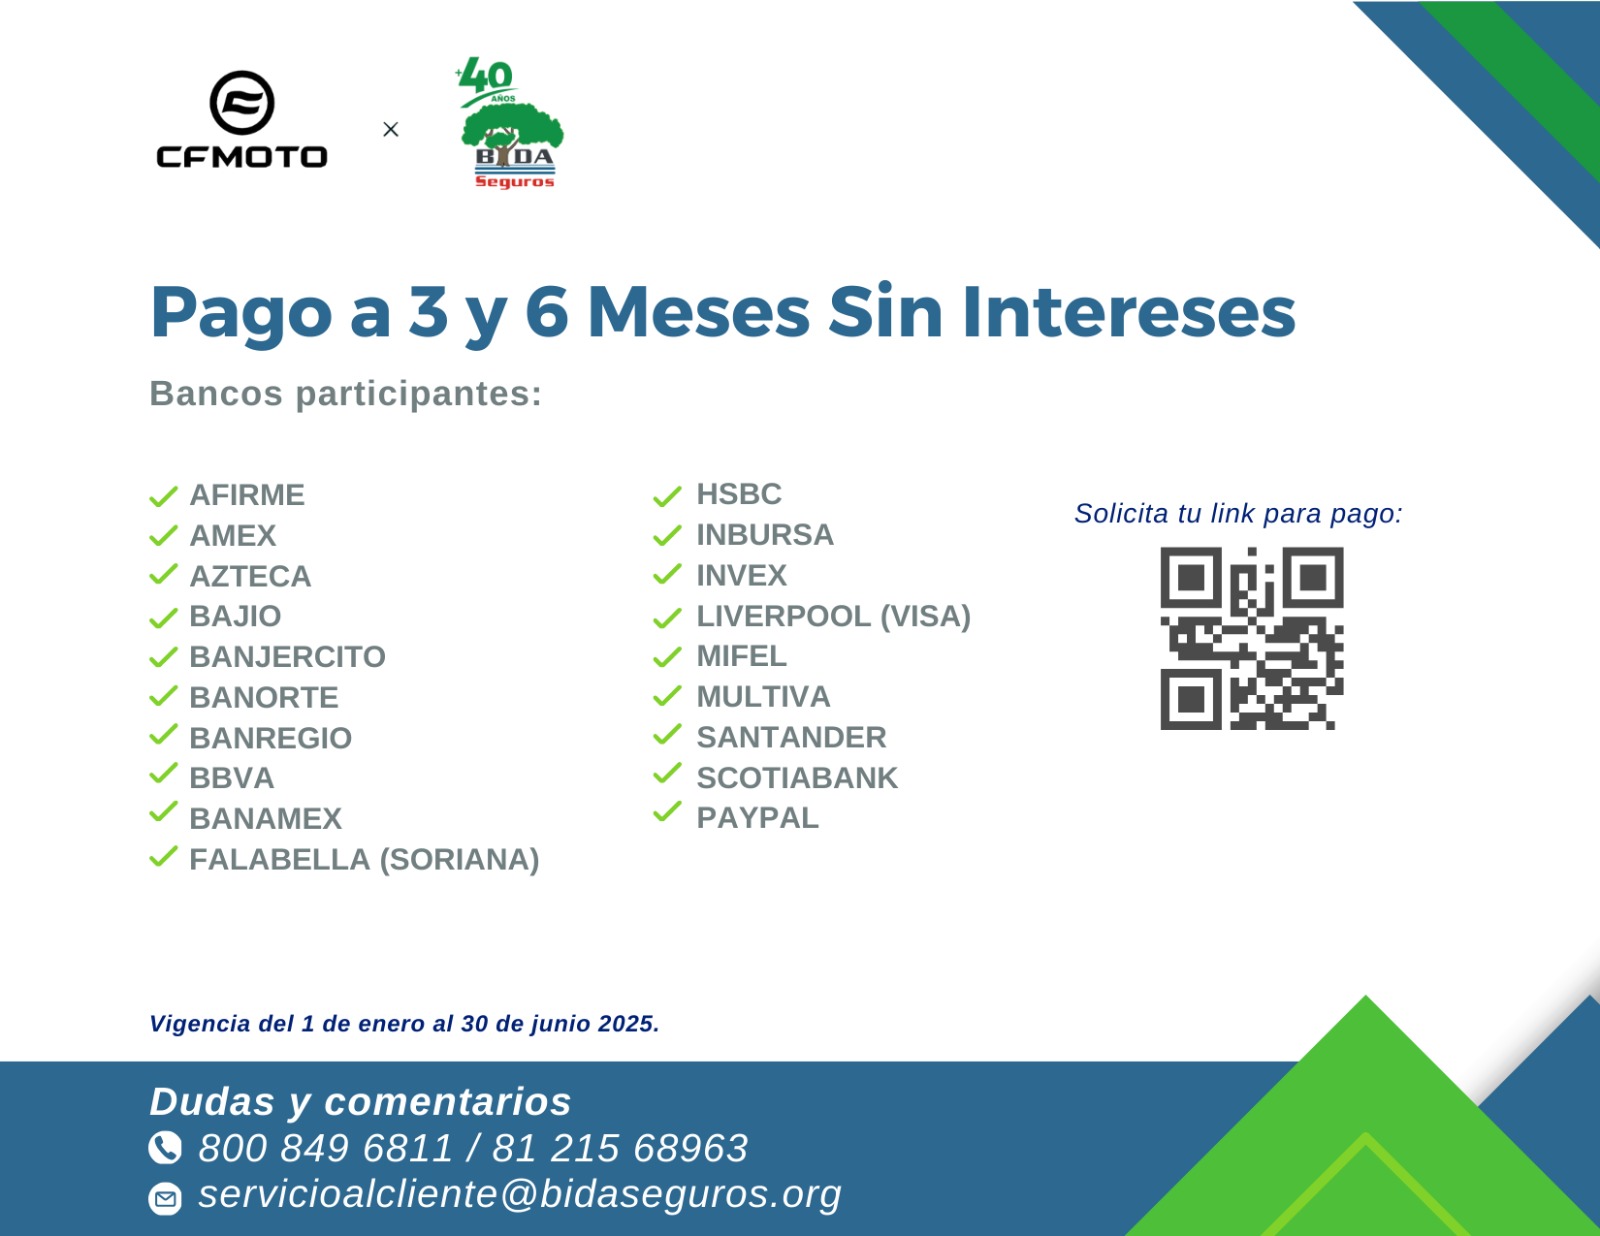 CFMOTO
+40
AÑOS
BIDA
Seguros
Pago a 3 y 6 Meses Sin Intereses
Bancos participantes:
AFIRME
AMEX
AZTECA
BAJIO
BANJERCITO
BANORTE
BANREGIO
BBVA
BANAMEX
FALABELLA (SORIANA)
HSBC
INBURSA
INVEX
LIVERPOOL (VISA)
MIFEL
MULTIVA
SANTANDER
SCOTIABANK
PAYPAL
Solicita tu link para pago:
Vigencia del 1 de enero al 30 de junio 2025.
Dudas y comentarios
800 849 6811 / 81 215 68963
servicioalcliente@bidaseguros.org